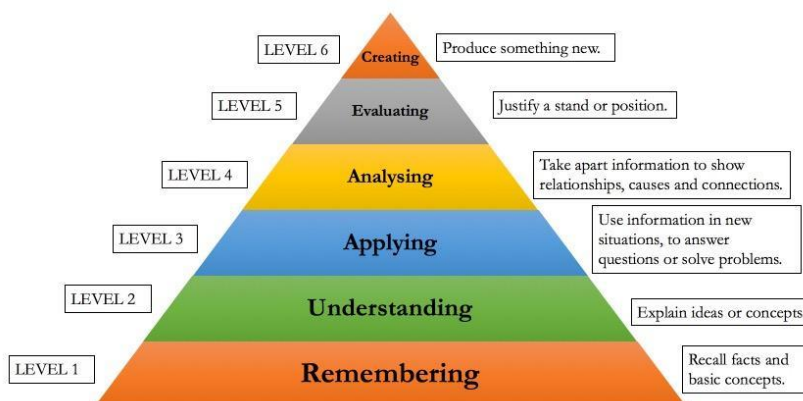 LEVEL 6
Creating
Produce something new.
LEVEL 5
Evaluating
Justify a stand or position.
LEVEL 4
Analysing
Take apart information to show
relationships, causes and connections.
LEVEL 3
Applying
Use information in new
situations, to answer
questions or solve problems.
LEVEL 2
Understanding
Explain ideas or concepts
LEVEL 1
Remembering
Recall facts and
basic concepts.